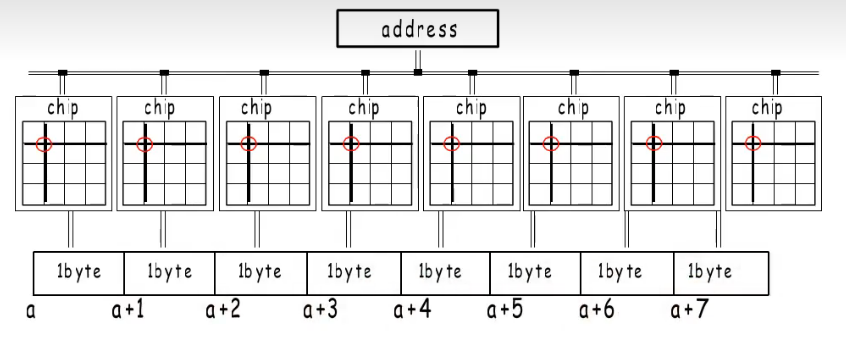 address
chip chip chip chip chip chip chip chip
1byte 1byte 1byte 1byte 1byte 1byte 1byte 1byte
a a+1 a+2 a+3 a+4 a+5 a+6 a+7